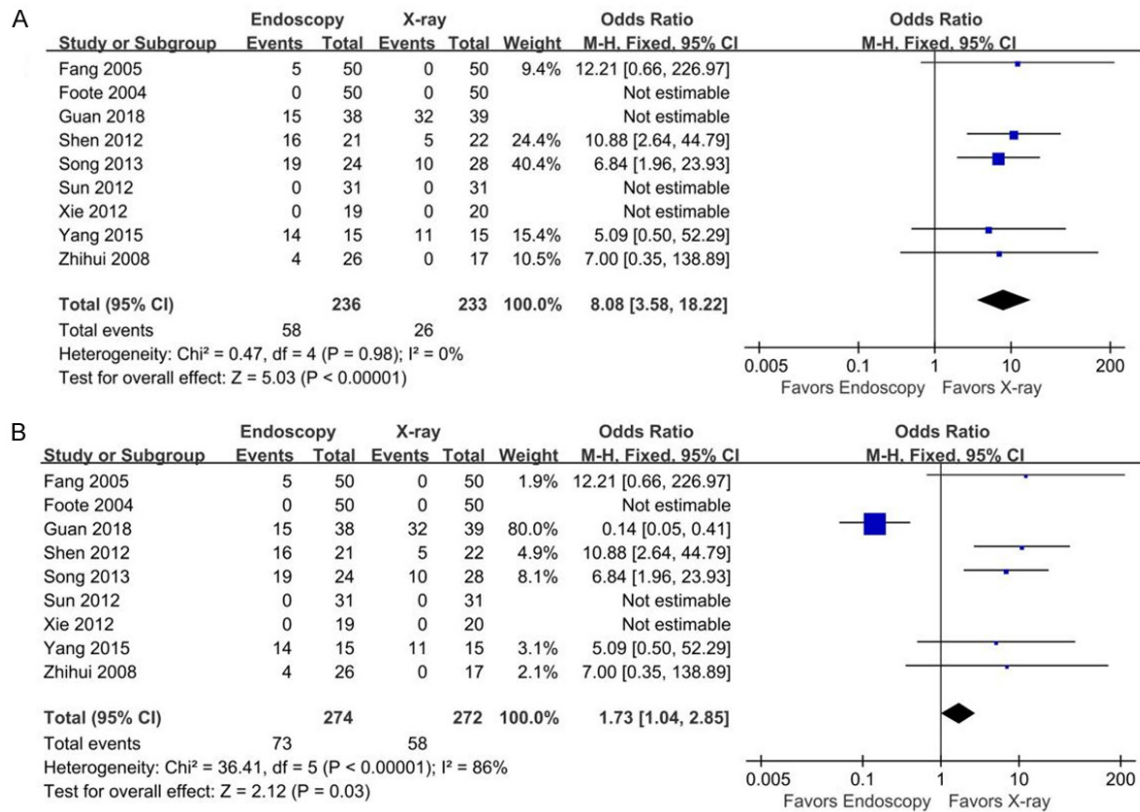 A
Endoscopy X-ray Odds Ratio Odds Ratio
Study or Subgroup Events Total Events Total Weight M-H, Fixed, 95% CI M-H, Fixed, 95% CI
Fang 2005 5 50 0 50 9.4% 12.21 [0.66, 226.97]
Foote 2004 0 50 0 50 Not estimable
Guan 2018 15 38 32 39 Not estimable
Shen 2012 16 21 5 22 24.4% 10.88 [2.64, 44.79]
Song 2013 19 24 10 28 40.4% 6.84 [1.96, 23.93]
Sun 2012 0 31 0 31 Not estimable
Xie 2012 0 19 0 20 Not estimable
Yang 2015 14 15 11 15 15.4% 5.09 [0.50, 52.29]
Zhihui 2008 4 26 0 17 10.5% 7.00 [0.35, 138.89]
Total (95% CI) 236 233 100.0% 8.08 [3.58, 18.22]
Total events 58 26
Heterogeneity: Chi² = 0.47, df = 4 (P = 0.98); I² = 0%
Test for overall effect: Z = 5.03 (P < 0.00001)
0.005 0.1 1 10 200
Favors Endoscopy Favors X-ray
B
Endoscopy X-ray Odds Ratio Odds Ratio
Study or Subgroup Events Total Events Total Weight M-H, Fixed, 95% CI M-H, Fixed, 95% CI
Fang 2005 5 50 0 50 1.9% 12.21 [0.66, 226.97]
Foote 2004 0 50 0 50 Not estimable
Guan 2018 15 38 32 39 80.0% 0.14 [0.05, 0.41]
Shen 2012 16 21 5 22 4.9% 10.88 [2.64, 44.79]
Song 2013 19 24 10 28 8.1% 6.84 [1.96, 23.93]
Sun 2012 0 31 0 31 Not estimable
Xie 2012 0 19 0 20 Not estimable
Yang 2015 14 15 11 15 3.1% 5.09 [0.50, 52.29]
Zhihui 2008 4 26 0 17 2.1% 7.00 [0.35, 138.89]
Total (95% CI) 274 272 100.0% 1.73 [1.04, 2.85]
Total events 73 58
Heterogeneity: Chi² = 36.41, df = 5 (P < 0.00001); I² = 86%
Test for overall effect: Z = 2.12 (P = 0.03)
0.005 0.1 1 10 200
Favors Endoscopy Favors X-ray